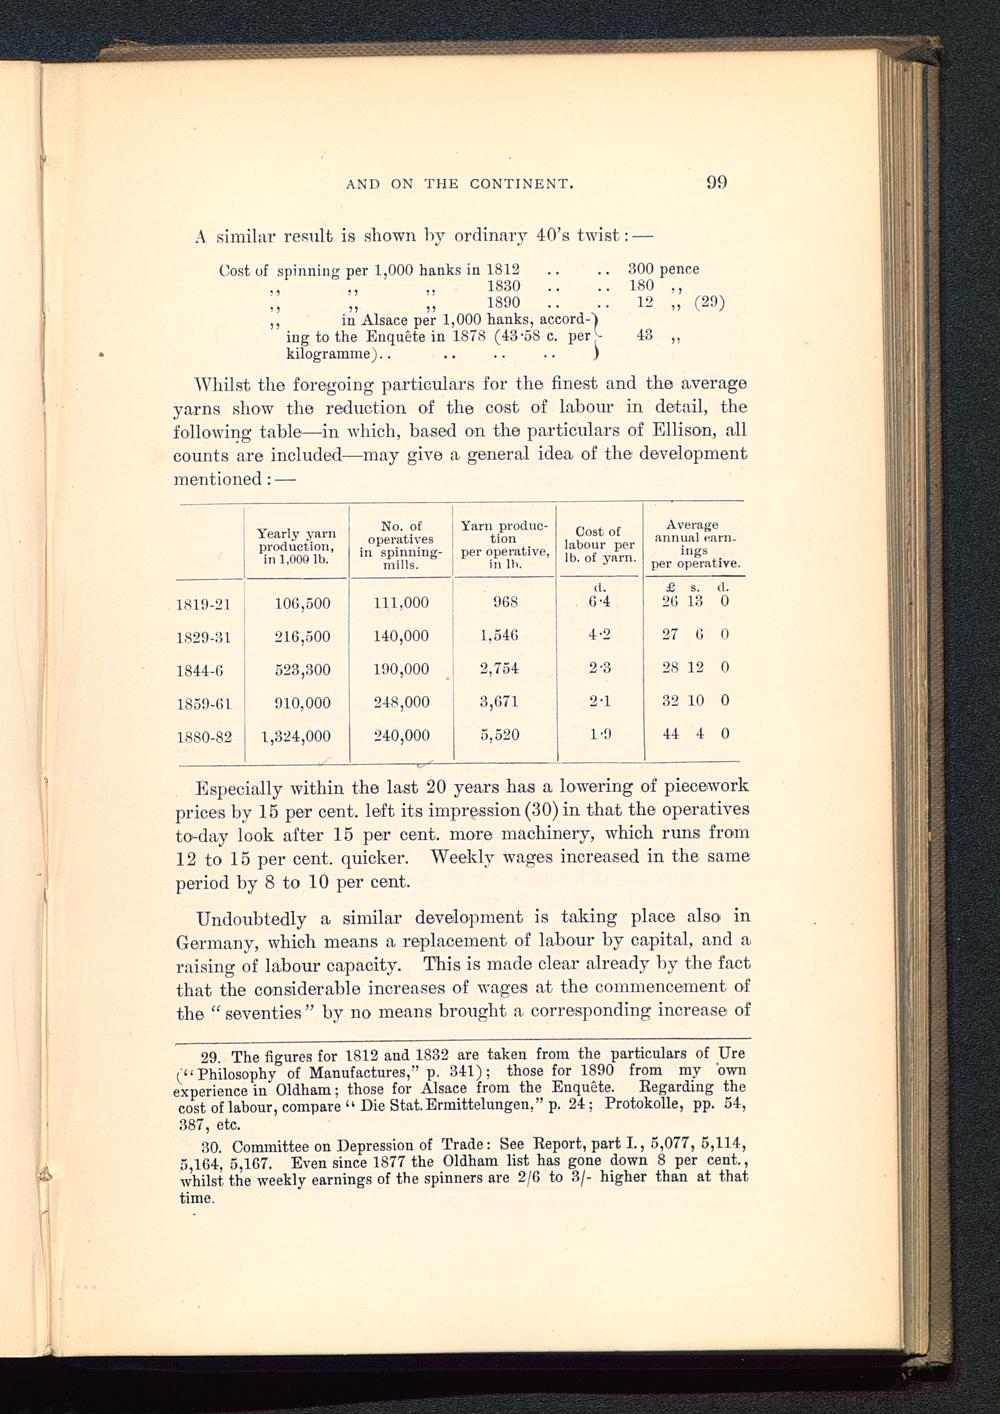 AND ON THE CONTINENT. 99
A similar result is shown by ordinary 40's twist:—
Cost of spinning per 1,000 hanks in 1812 .. .. 300 pence
,, ,, ,, 1830 .. .. 180 ,,
,, ,, ,, 1890 .. .. 12 ,, (29)
,, in Alsace per 1,000 hanks, accord-
ing to the Enquête in 1878 (43·58 c. per 43 ,,
kilogramme).. .. .. ..
Whilst the foregoing particulars for the finest and the average
yarns show the reduction of the cost of labour in detail, the
following table—in which, based on the particulars of Ellison, all
counts are included—may give a general idea of the development
mentioned:—
Yearly yarn production, in 1,000 lb. No. of operatives in spinning-mills. Yarn produc-tion per operative, in lb. Cost of labour per lb. of yarn. Average annual earn-ings per operative.
d. £ s. d.
1819-21 106,500 111,000 968 6·4 26 13 0
1829-31 216,500 140,000 1,546 4·2 27 6 0
1844-6 523,300 190,000 2,754 2·3 28 12 0
1859-61 910,000 248,000 3,671 2·1 32 10 0
1880-82 1,324,000 240,000 5,520 1·9 44 4 0
Especially within the last 20 years has a lowering of piecework
prices by 15 per cent. left its impression (30) in that the operatives
to-day look after 15 per cent. more machinery, which runs from
12 to 15 per cent. quicker. Weekly wages increased in the same
period by 8 to 10 per cent.
Undoubtedly a similar development is taking place also in
Germany, which means a replacement of labour by capital, and a
raising of labour capacity. This is made clear already by the fact
that the considerable increases of wages at the commencement of
the "seventies" by no means brought a corresponding increase of
29. The figures for 1812 and 1832 are taken from the particulars of Ure
("Philosophy of Manufactures," p. 341); those for 1890 from my own
experience in Oldham; those for Alsace from the Enquête. Regarding the
cost of labour, compare "Die Stat. Ermittelungen," p. 24; Protokolle, pp. 54,
387, etc.
30. Committee on Depression of Trade: See Report, part I., 5,077, 5,114,
5,164, 5,167. Even since 1877 the Oldham list has gone down 8 per cent.,
whilst the weekly earnings of the spinners are 2/6 to 3/- higher than at that
time.